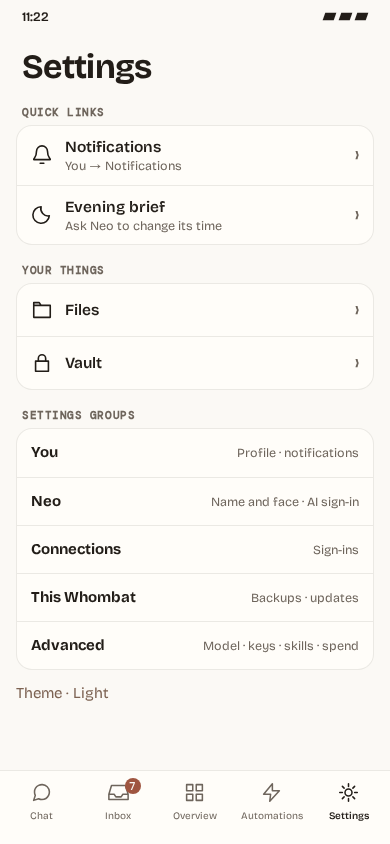 11:22
Settings
QUICK LINKS
Notifications
You → Notifications
Evening brief
Ask Neo to change its time
YOUR THINGS
Files
Vault
SETTINGS GROUPS
You Profile · notifications
Neo Name and face · AI sign-in
Connections Sign-ins
This Whombat Backups · updates
Advanced Model · keys · skills · spend
Theme · Light
7
Chat Inbox Overview Automations Settings